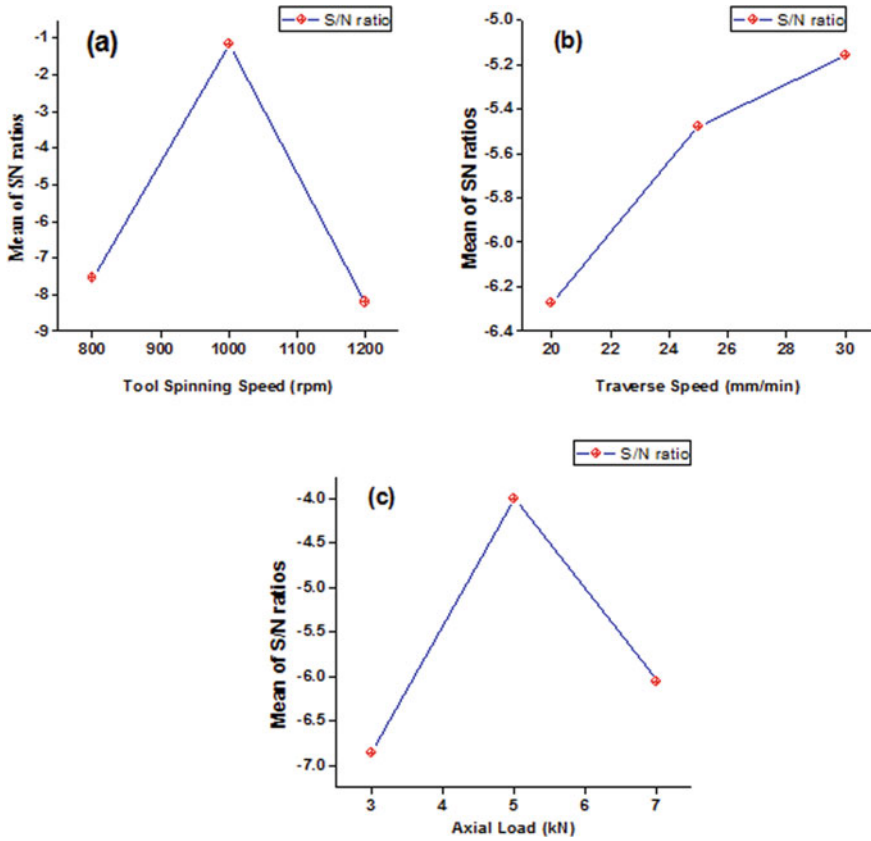 S/N ratio
(a)
-1
-2
-3
-4
-5
-6
-7
-8
-9
Mean of SN ratios
800 900 1000 1100 1200
Tool Spinning Speed (rpm)
S/N ratio
(b)
-5.0
-5.2
-5.4
-5.6
-5.8
-6.0
-6.2
-6.4
Mean of SN ratios
20 22 24 26 28 30
Traverse Speed (mm/min)
S/N ratio
(c)
-4.0
-4.5
-5.0
-5.5
-6.0
-6.5
-7.0
Mean of S/N ratios
3 4 5 6 7
Axial Load (kN)